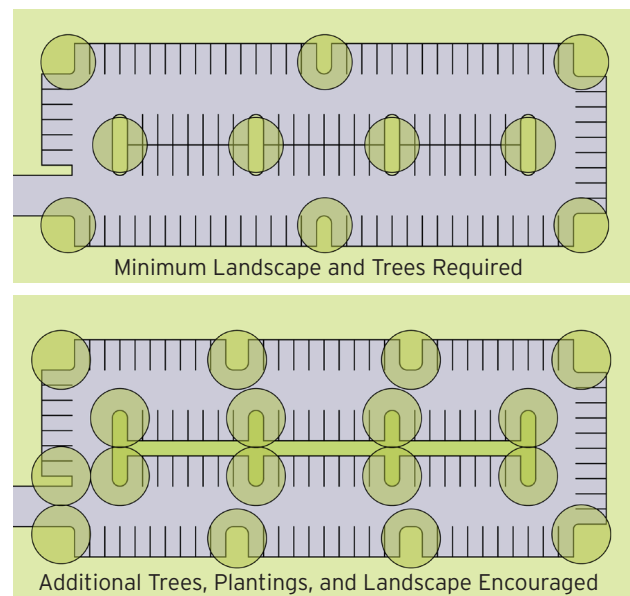 Minimum Landscape and Trees Required
Additional Trees, Plantings, and Landscape Encouraged